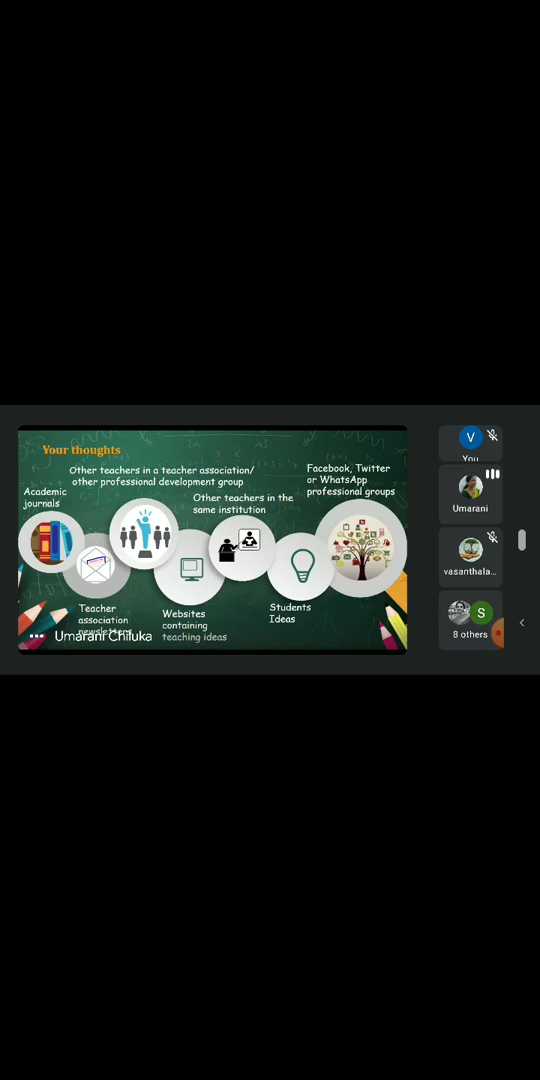 Your thoughts
Other teachers in a teacher association/
other professional development group
Facebook, Twitter
or WhatsApp
professional groups
Academic
journals
Other teachers in the
same institution
Teacher
association
newsletters
Websites
containing
teaching ideas
Students
Ideas
Umarani Chifuka
V
You
Umarani
vasanthala...
S
8 others